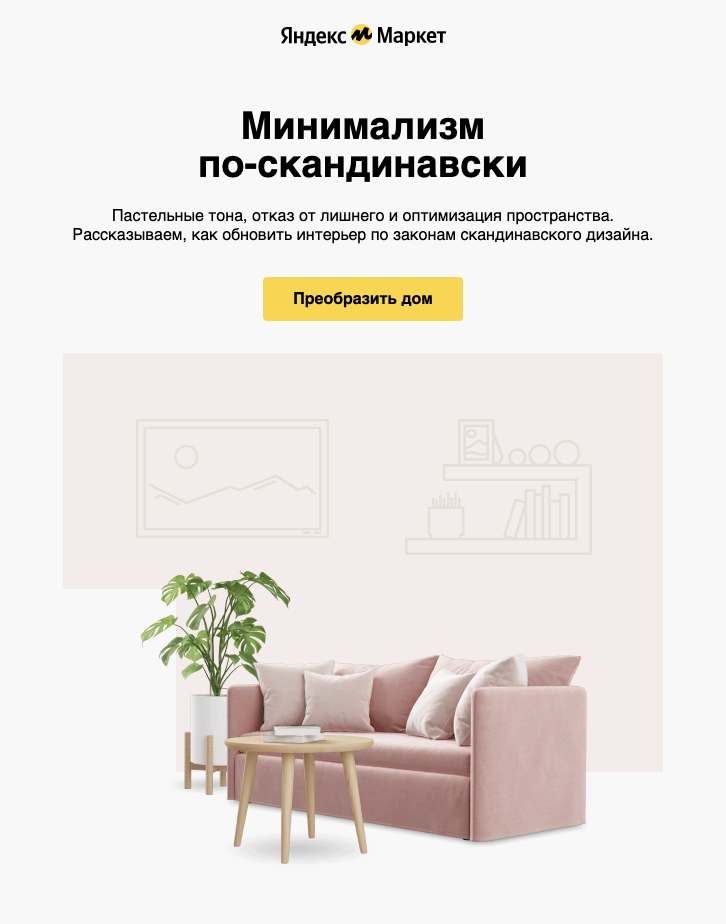 Яндекс Маркет
Минимализм
по-скандинавски
Пастельные тона, отказ от лишнего и оптимизация пространства.
Рассказываем, как обновить интерьер по законам скандинавского дизайна.
Преобразить дом